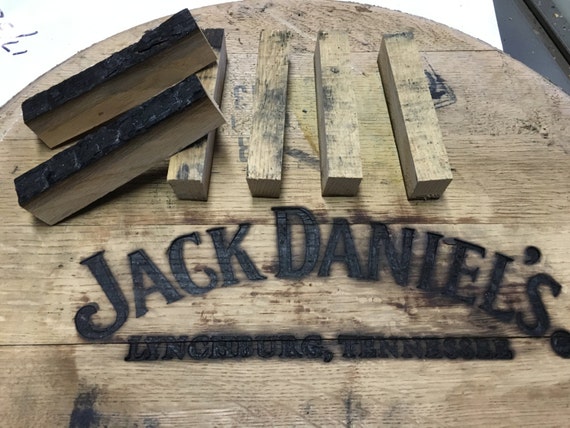 JACK DANIEL'S
LYNCHBURG, TENNESSEE